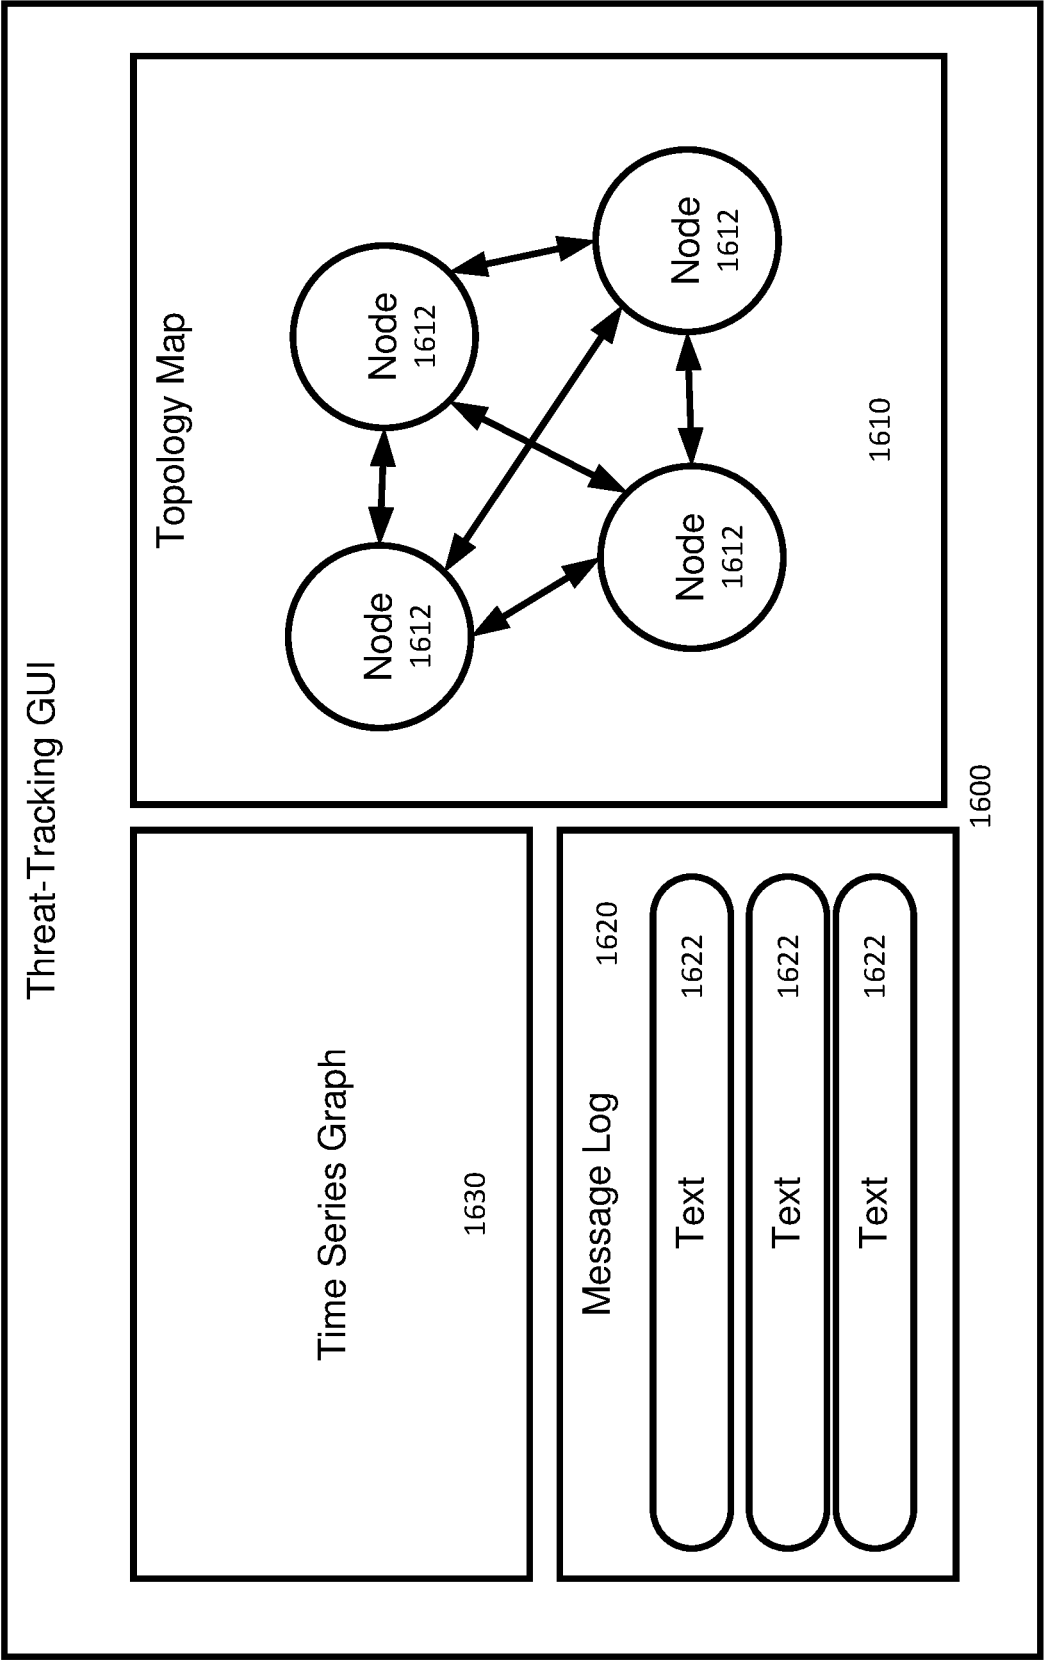 Threat-Tracking GUI
Time Series Graph
1630
Message Log
1620
Text
1622
Text
1622
Text
1622
Topology Map
Node
1612
Node
1612
Node
1612
Node
1612
1610
1600